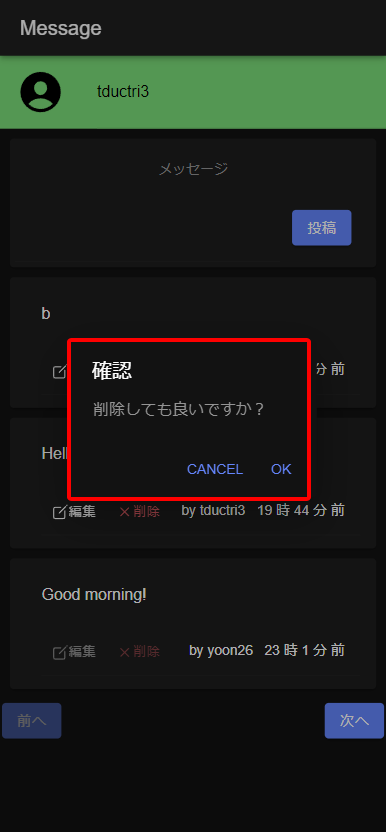 Message
tductri3
メッセージ
投稿
b
分 前
確認
削除しても良いですか？
CANCEL OK
Hell
編集 削除 by tductri3 19 時 44 分 前
Good morning!
編集 削除 by yoon26 23 時 1 分 前
前へ 次へ